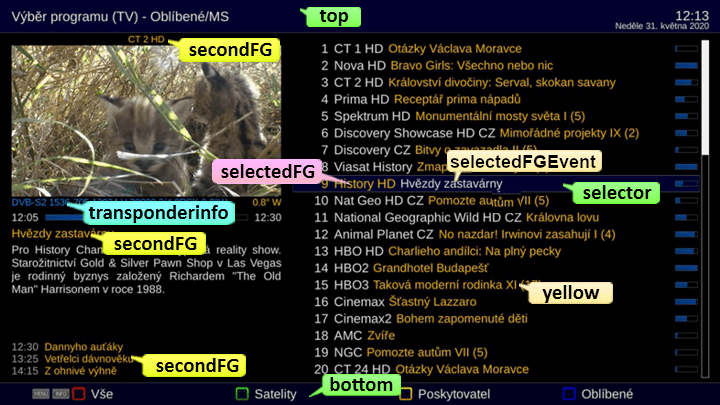 Výběr programu (TV) - Oblíbené/MS
top
12:13
Neděle 31. května 2020
CT 2 HD
secondFG
1 CT 1 HD Otázky Václava Moravce
2 Nova HD Bravo Girls: Všechno nebo nic
3 CT 2 HD Království divočiny: Serval, skokan savany
4 Prima HD Receptář prima nápadů
5 Spektrum HD Monumentální mosty světa I (5)
6 Discovery Showcase HD CZ Mimořádné projekty IX (2)
7 Discovery CZ Bitvy o
8 Viasat History
selectedFGEvent
selectedFG
9 History HD Hvězdy zastavárny
selector
DVB-S2
0.8° W
transponderinfo
12:05
12:30
10 Nat Geo HD CZ Pomozte autům VII (5)
11 National Geographic Wild HD CZ Královna lovu
12 Animal Planet CZ No nazdar! Irwinovi zasahují I (4)
13 HBO HD Charlieho andílci: Na plný pecky
14 HBO2 Grandhotel Budapešť
15 HBO3 Taková moderní rodinka XI
yellow
16 Cinemax Šťastný Lazzaro
17 Cinemax2 Bohem zapomenuté děti
18 AMC Zvíře
19 NGC Pomozte autům VII (5)
20 CT 24 HD Otázky Václava Moravce
Hvězdy zastavárny
secondFG
Pro History reality show.
Starožitnictví Gold & Silver Pawn Shop v Las Vegas
je rodinný byznys založený Richardem "The Old
Man" Harrisonem v roce 1988.
12:30 Dannyho auťáky
13:25 Vetřelci dávnověku
14:15 Z ohnivé výhně
secondFG
bottom
MENU INFO Vše
Satelity
Poskytovatel
Oblíbené